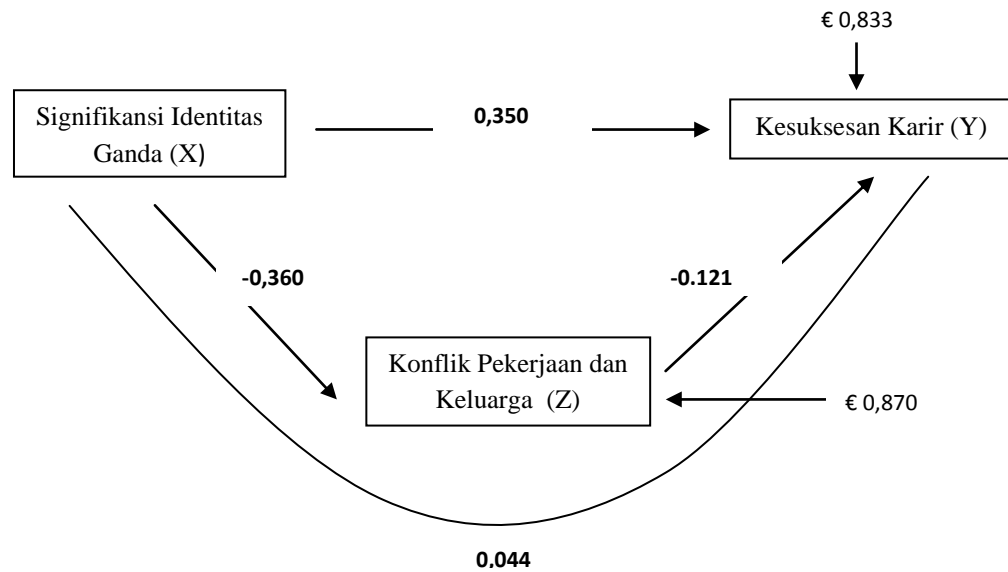 € 0,833
Signifikansi Identitas
Ganda (X)
0,350
Kesuksesan Karir (Y)
-0,360
-0.121
Konflik Pekerjaan dan
Keluarga (Z)
€ 0,870
0,044